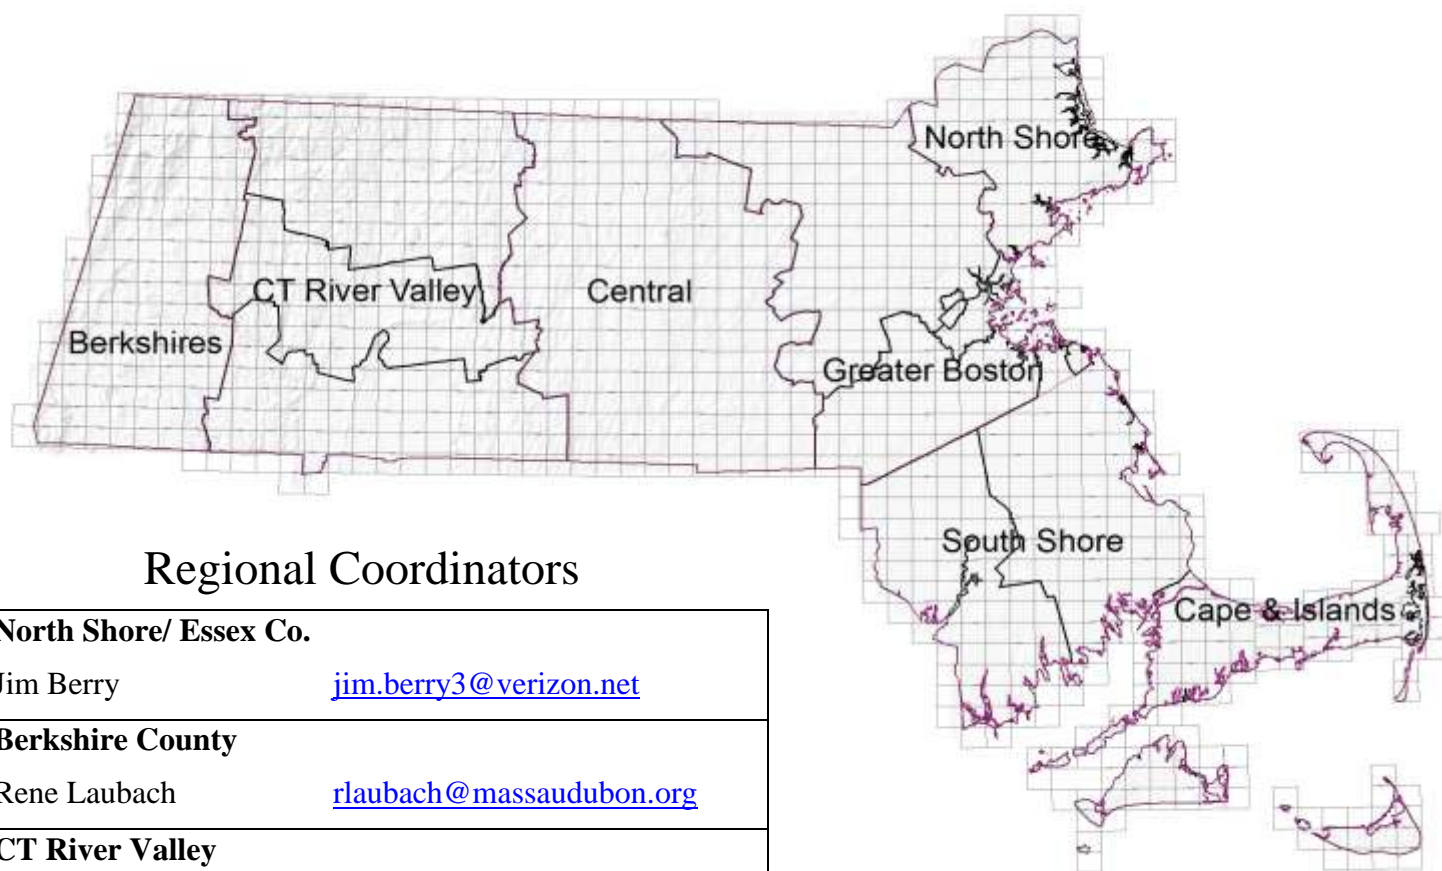 North Shore
CT River Valley
Central
Berkshires
Greater Boston
South Shore
Cape & Islands
Regional Coordinators
North Shore/ Essex Co.
Jim Berry jim.berry3@verizon.net
Berkshire County
Rene Laubach rlaubach@massaudubon.org
CT River Valley